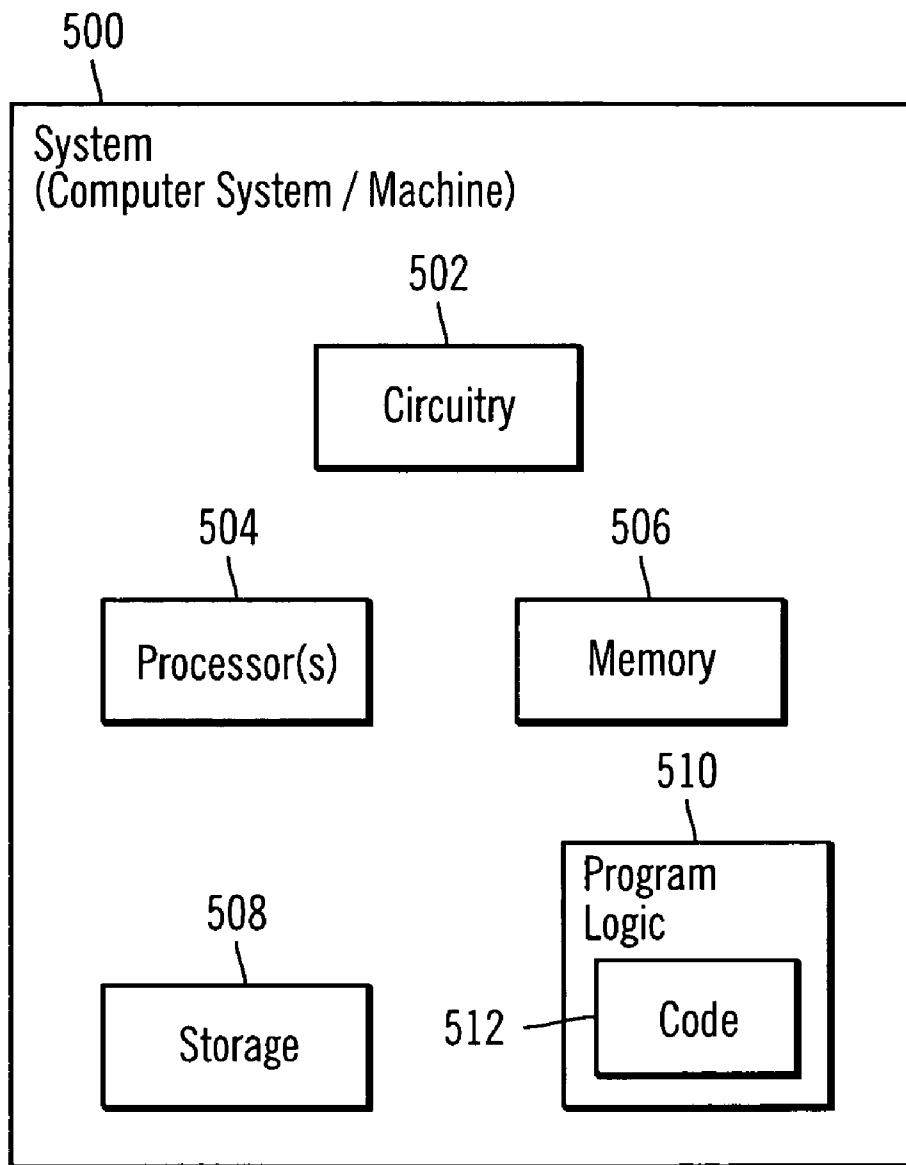 500
System
(Computer System / Machine)
502
Circuitry
504
506
Processor(s)
Memory
510
Program
Logic
508
512
Code
Storage